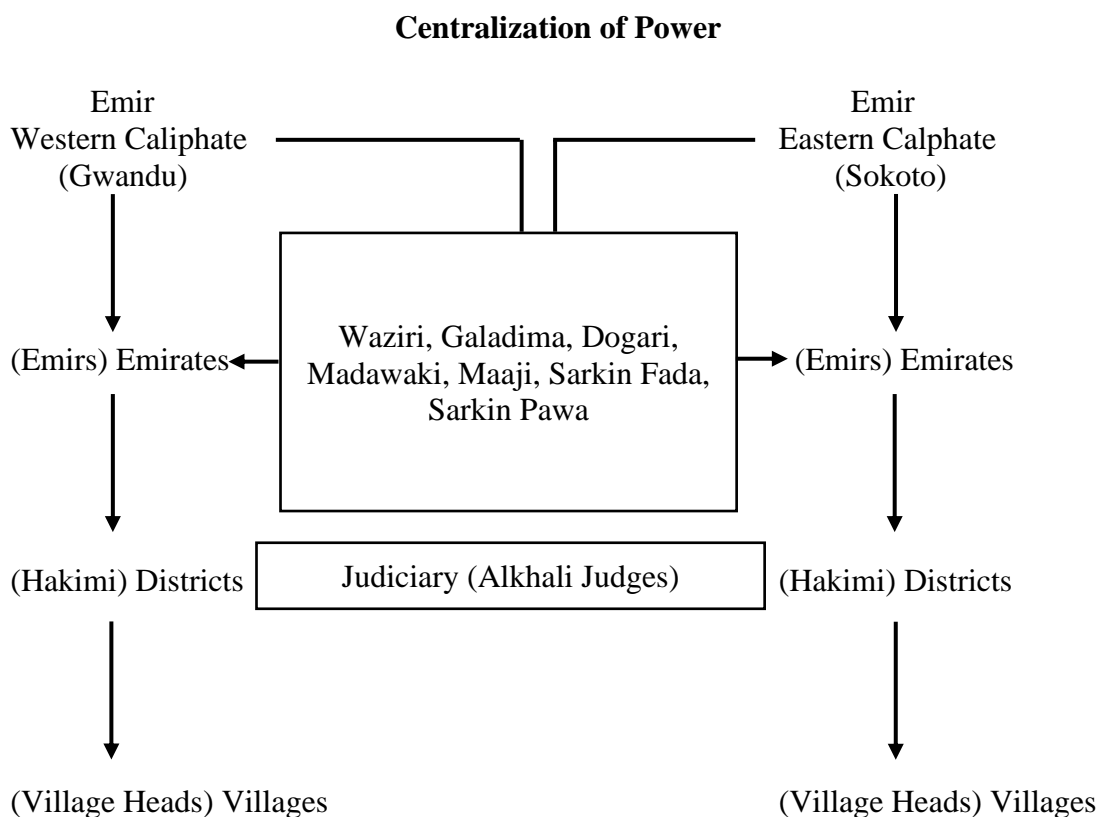 Centralization of Power
Emir
Western Caliphate
(Gwandu)
Emir
Eastern Calphate
(Sokoto)
Waziri, Galadima, Dogari,
Madawaki, Maaji, Sarkin Fada,
Sarkin Pawa
(Emirs) Emirates
(Emirs) Emirates
(Hakimi) Districts
Judiciary (Alkhali Judges)
(Hakimi) Districts
(Village Heads) Villages
(Village Heads) Villages